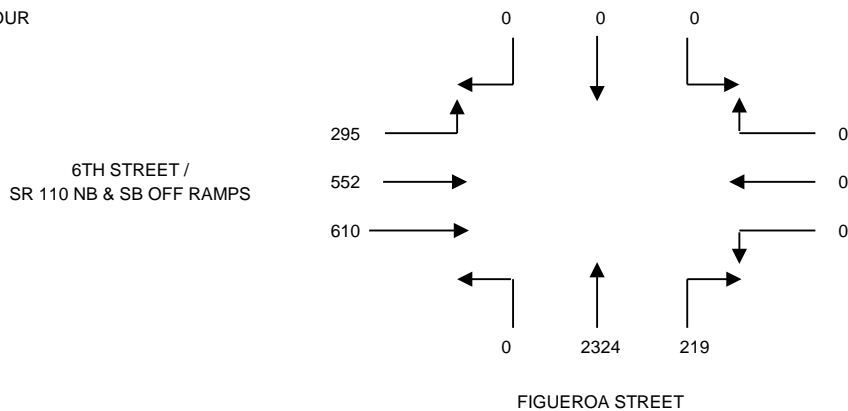 OUR
0 0 0
295 0
6TH STREET /
SR 110 NB & SB OFF RAMPS
552 0
610 0
0 2324 219
FIGUEROA STREET